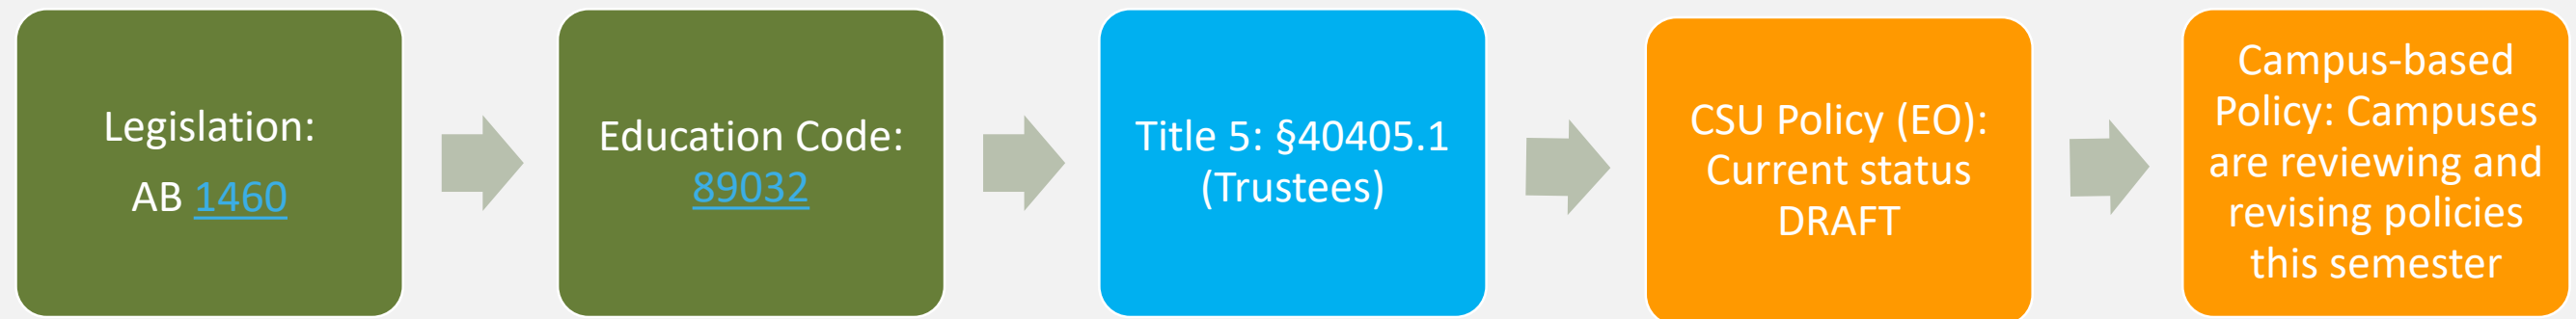 Legislation:
AB 1460
Education Code:
89032
Title 5: §40405.1
(Trustees)
CSU Policy (EO):
Current status
DRAFT
Campus-based
Policy: Campuses
are reviewing and
revising policies
this semester